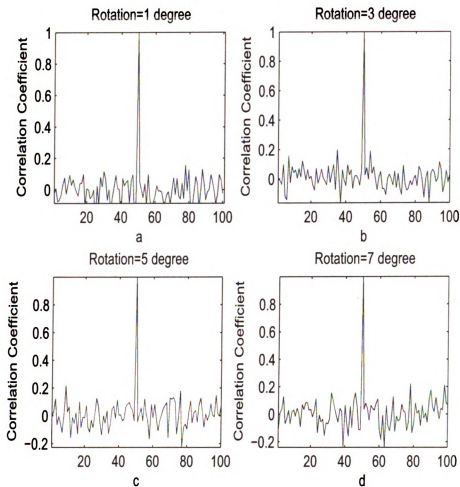 Rotation=1 degree
Correlation Coefficient
1
0.8
0.6
0.4
0.2
0
20 40 60 80 100
a
Rotation=3 degree
Correlation Coefficient
1
0.8
0.6
0.4
0.2
0
20 40 60 80 100
b
Rotation=5 degree
Correlation Coefficient
0.8
0.6
0.4
0.2
0
−0.2
20 40 60 80 100
c
Rotation=7 degree
Correlation Coefficient
0.8
0.6
0.4
0.2
0
−0.2
20 40 60 80 100
d